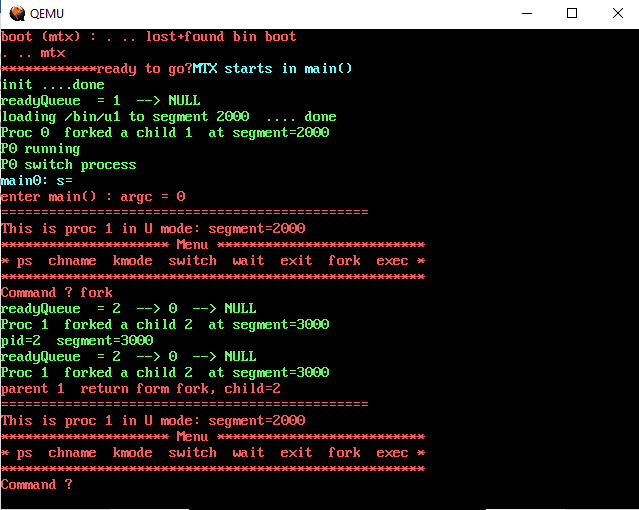 QEMU
boot (mtx) : . .. lost+found bin boot
. .. mtx
************ready to go?MTX starts in main()
init ....done
readyQueue  = 1  --> NULL
loading /bin/u1 to segment 2000  .... done
Proc 0  forked a child 1  at segment=2000
P0 running
P0 switch process
main0: s=
enter main() : argc = 0
==============================================
This is proc 1 in U mode: segment=2000
********************* Menu **************************
* ps  chname  kmode  switch  wait  exit  fork  exec *
*****************************************************
Command ? fork
readyQueue  = 2  --> 0  --> NULL
Proc 1  forked a child 2  at segment=3000
pid=2  segment=3000
readyQueue  = 2  --> 0  --> NULL
Proc 1  forked a child 2  at segment=3000
parent 1  return form fork, child=2
==============================================
This is proc 1 in U mode: segment=2000
********************* Menu **************************
* ps  chname  kmode  switch  wait  exit  fork  exec *
*****************************************************
Command ?